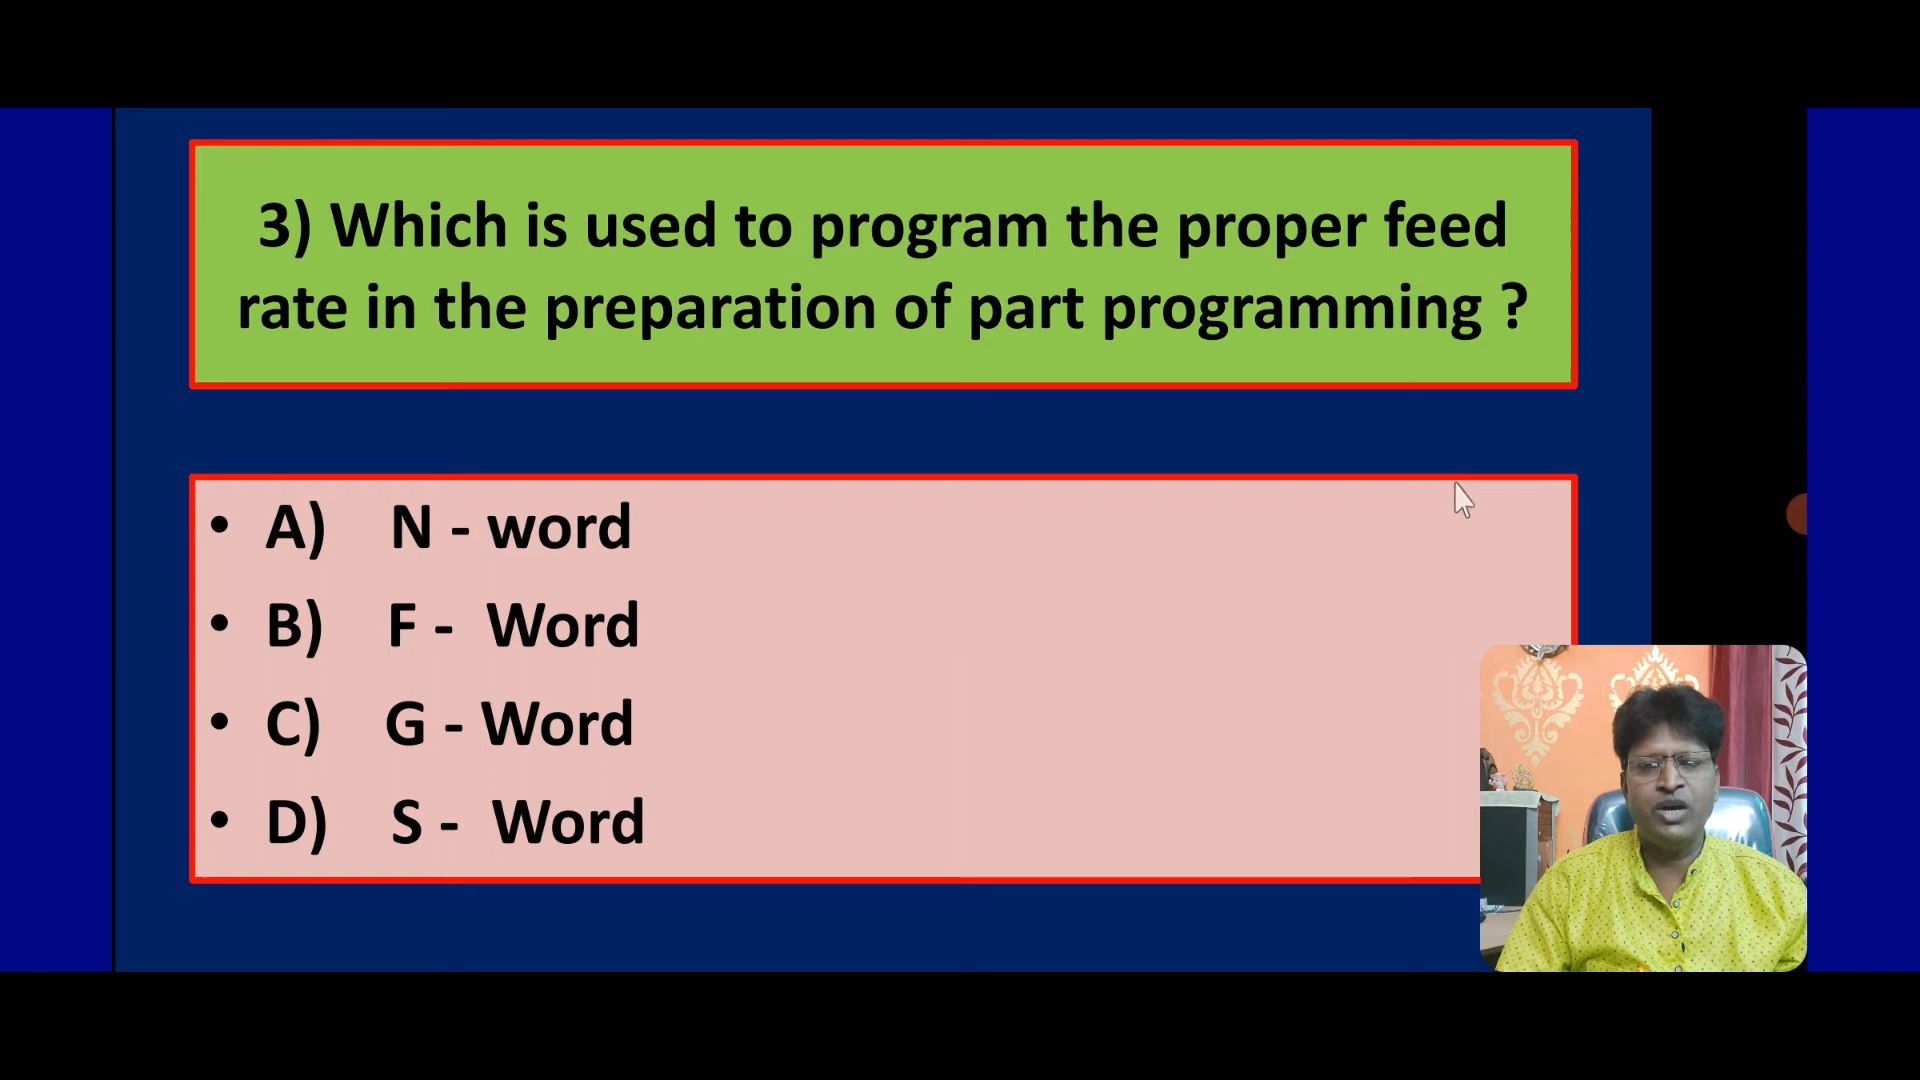 3) Which is used to program the proper feed
rate in the preparation of part programming ?
• A) N - word
• B) F - Word
• C) G - Word
• D) S - Word